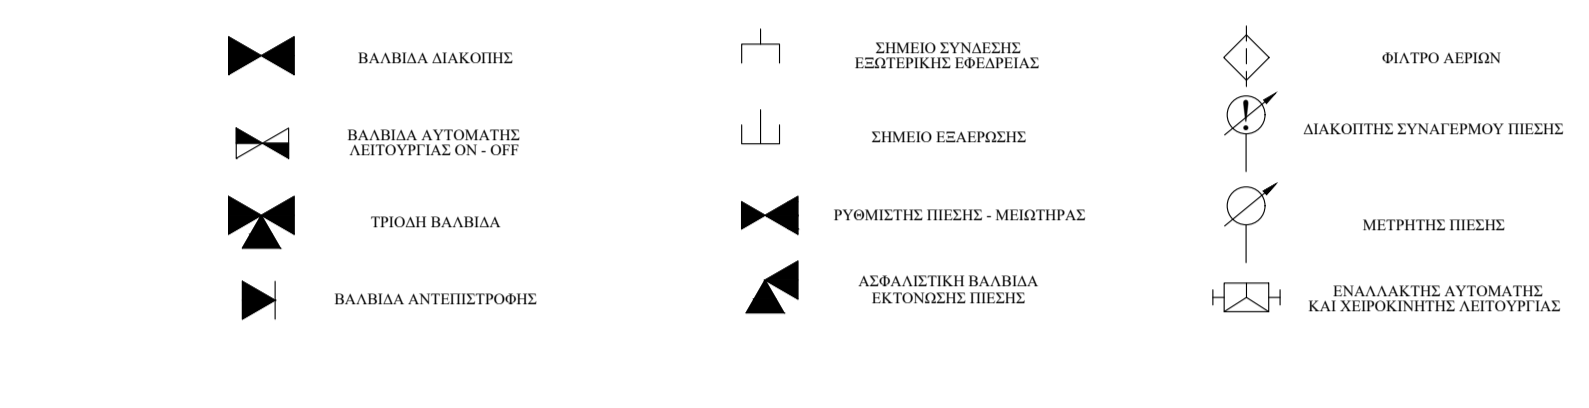 ΒΑΛΒΙΔΑ ΔΙΑΚΟΠΗΣ
ΒΑΛΒΙΔΑ ΑΥΤΟΜΑΤΗΣ
ΛΕΙΤΟΥΡΓΙΑΣ ON - OFF
ΤΡΙΟΔΗ ΒΑΛΒΙΔΑ
ΒΑΛΒΙΔΑ ΑΝΤΕΠΙΣΤΡΟΦΗΣ
ΣΗΜΕΙΟ ΣΥΝΔΕΣΗΣ
ΕΞΩΤΕΡΙΚΗΣ ΕΦΕΔΡΕΙΑΣ
ΣΗΜΕΙΟ ΕΞΑΕΡΩΣΗΣ
ΡΥΘΜΙΣΤΗΣ ΠΙΕΣΗΣ - ΜΕΙΩΤΗΡΑΣ
ΑΣΦΑΛΙΣΤΙΚΗ ΒΑΛΒΙΔΑ
ΕΚΤΟΝΩΣΗΣ ΠΙΕΣΗΣ
ΦΙΛΤΡΟ ΑΕΡΙΩΝ
ΔΙΑΚΟΠΤΗΣ ΣΥΝΑΓΕΡΜΟΥ ΠΙΕΣΗΣ
ΜΕΤΡΗΤΗΣ ΠΙΕΣΗΣ
ΕΝΑΛΛΑΚΤΗΣ ΑΥΤΟΜΑΤΗΣ
ΚΑΙ ΧΕΙΡΟΚΙΝΗΤΗΣ ΛΕΙΤΟΥΡΓΙΑΣ